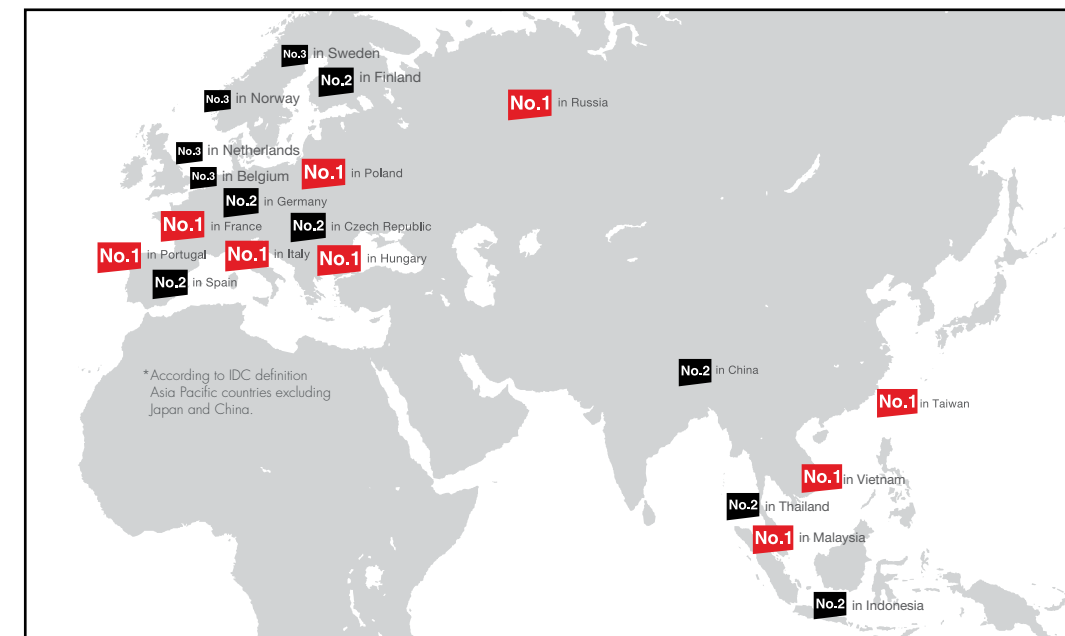 No.3 in Sweden
No.2 in Finland
No.3 in Norway
No.1 in Russia
No.3 in Netherlands
No.3 in Belgium
No.1 in Poland
No.2 in Germany
No.1 in France
No.2 in Czech Republic
No.1 in Portugal
No.1 in Italy
No.1 in Hungary
No.2 in Spain
*According to IDC definition
Asia Pacific countries excluding
Japan and China.
No.2 in China
No.1 in Taiwan
No.1 in Vietnam
No.2 in Thailand
No.1 in Malaysia
No.2 in Indonesia